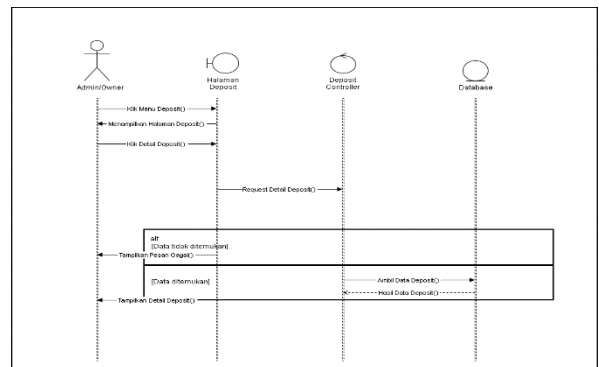 Admin/Owner
Halaman
Deposit
Deposit
Controller
Database
Klik Menu Deposit()
Menampilkan Halaman Deposit()
Klik Detail Deposit()
Request Detail Deposit()
alt
[Data tidak ditemukan]
Tampilkan Pesan Gagal()
[Data ditemukan]
Ambil Data Deposit()
Hasil Data Deposit()
Tampilkan Detail Deposit()